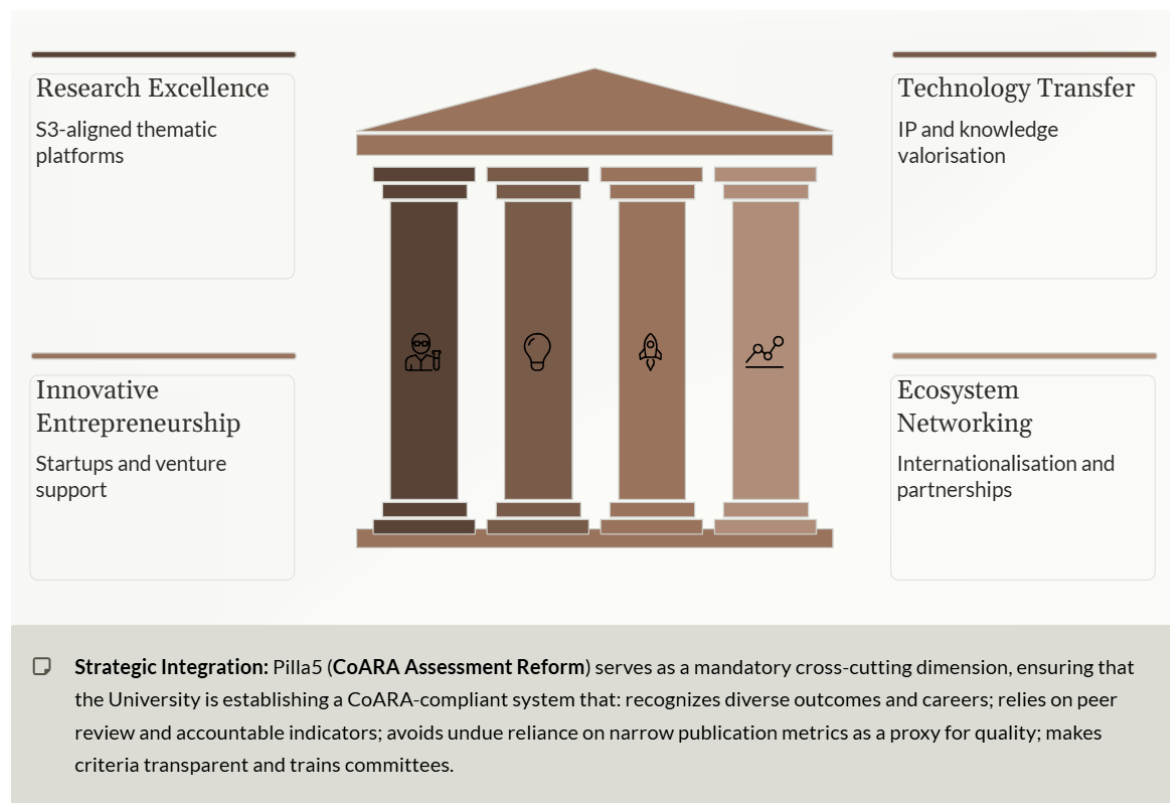 Research Excellence
S3-aligned thematic
platforms
Technology Transfer
IP and knowledge
valorisation
Innovative
Entrepreneurship
Startups and venture
support
Ecosystem
Networking
Internationalisation and
partnerships
Strategic Integration: Pilla5 (CoARA Assessment Reform) serves as a mandatory cross-cutting dimension, ensuring that
the University is establishing a CoARA-compliant system that: recognizes diverse outcomes and careers; relies on peer
review and accountable indicators; avoids undue reliance on narrow publication metrics as a proxy for quality; makes
criteria transparent and trains committees.